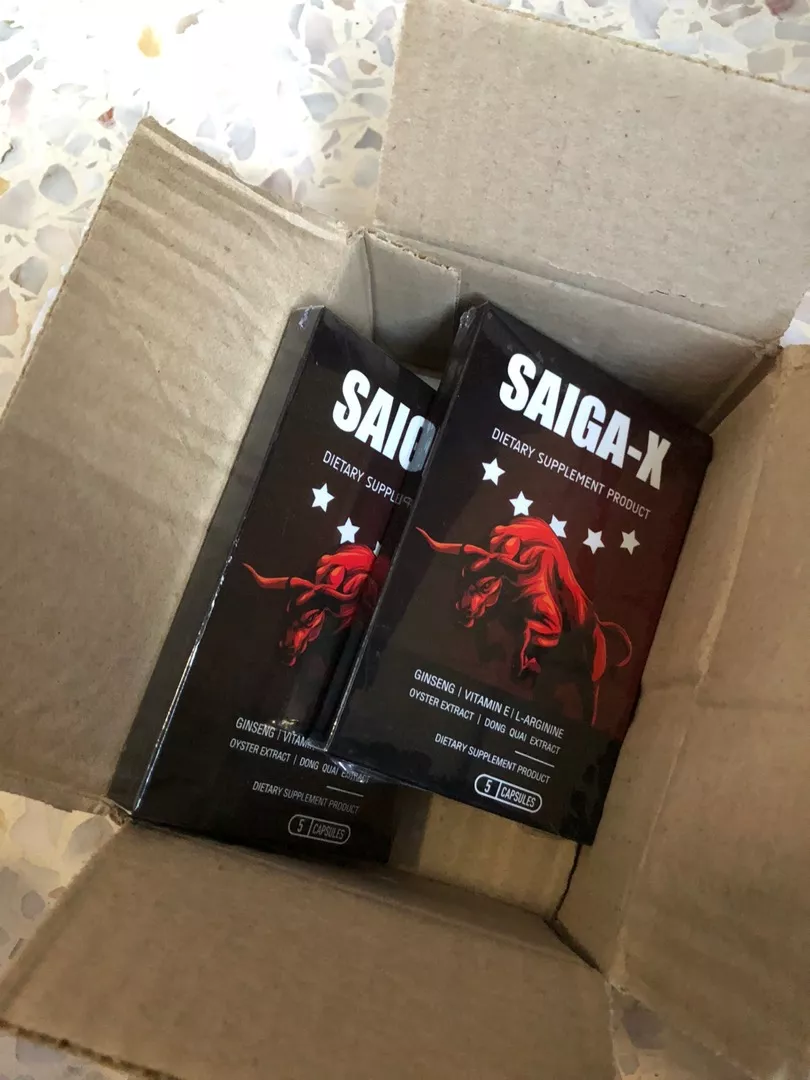 SAIG
DIETARY SUPPLE
GINSENG | VITAM
OYSTER EXTRACT | DONG QUAI EXTRACT
DIETARY SUPPLEMENT PRODUCT
5 CAPSULES
SAIGA-X
DIETARY SUPPLEMENT PRODUCT
GINSENG | VITAMIN E | L-ARGININE
OYSTER EXTRACT | DONG QUAI EXTRACT
DIETARY SUPPLEMENT PRODUCT
5 CAPSULES